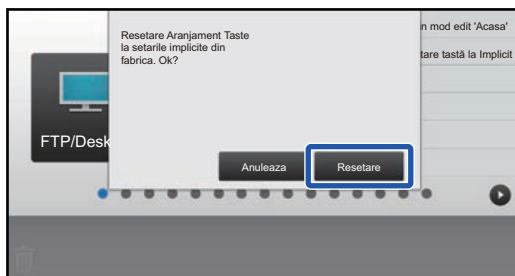 Resetare Aranjament Taste
la setarile implicite din
fabrica. Ok?
n mod edit 'Acasa'
tare tastă la Implicit
FTP/Desk
Anuleaza
Resetare